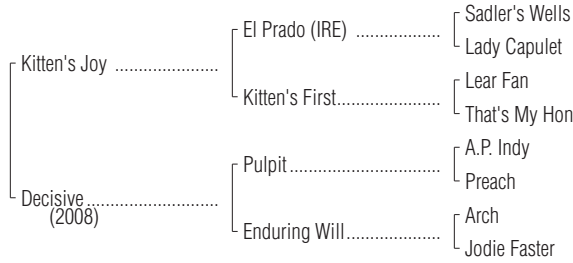 Sadler's Wells
El Prado (IRE) ..................
Lady Capulet
Kitten's Joy ......................
Lear Fan
Kitten's First......................
That's My Hon
A.P. Indy
Pulpit................................
Preach
Decisive............................
(2008)
Arch
Enduring Will....................
Jodie Faster